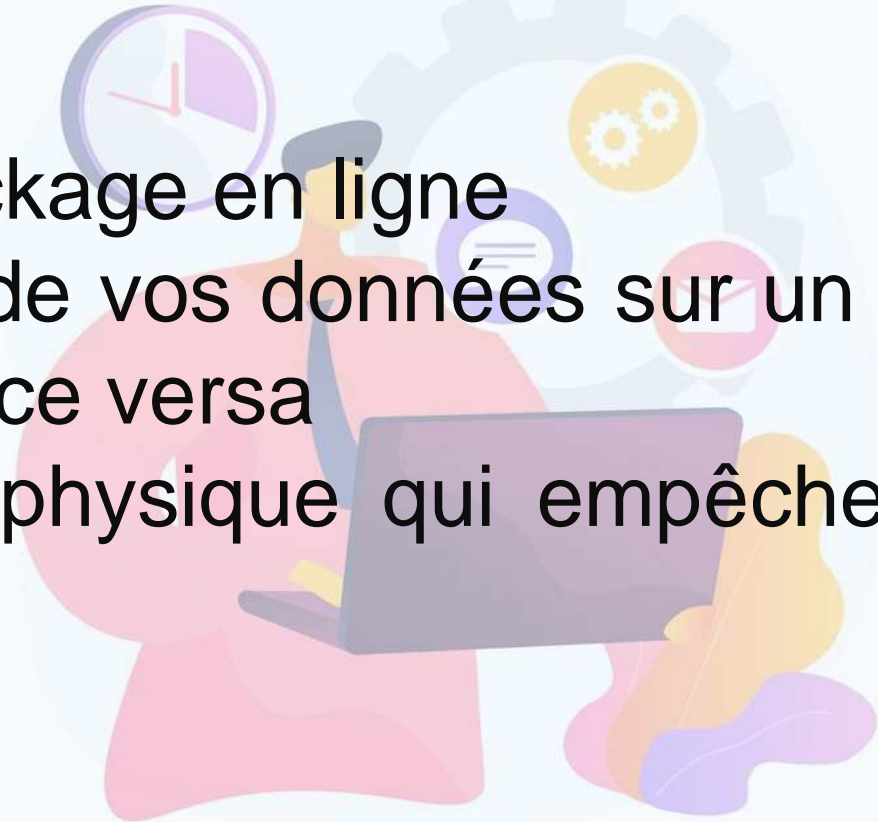 ckage en ligne
de vos données sur un
ce versa
physique qui empêche